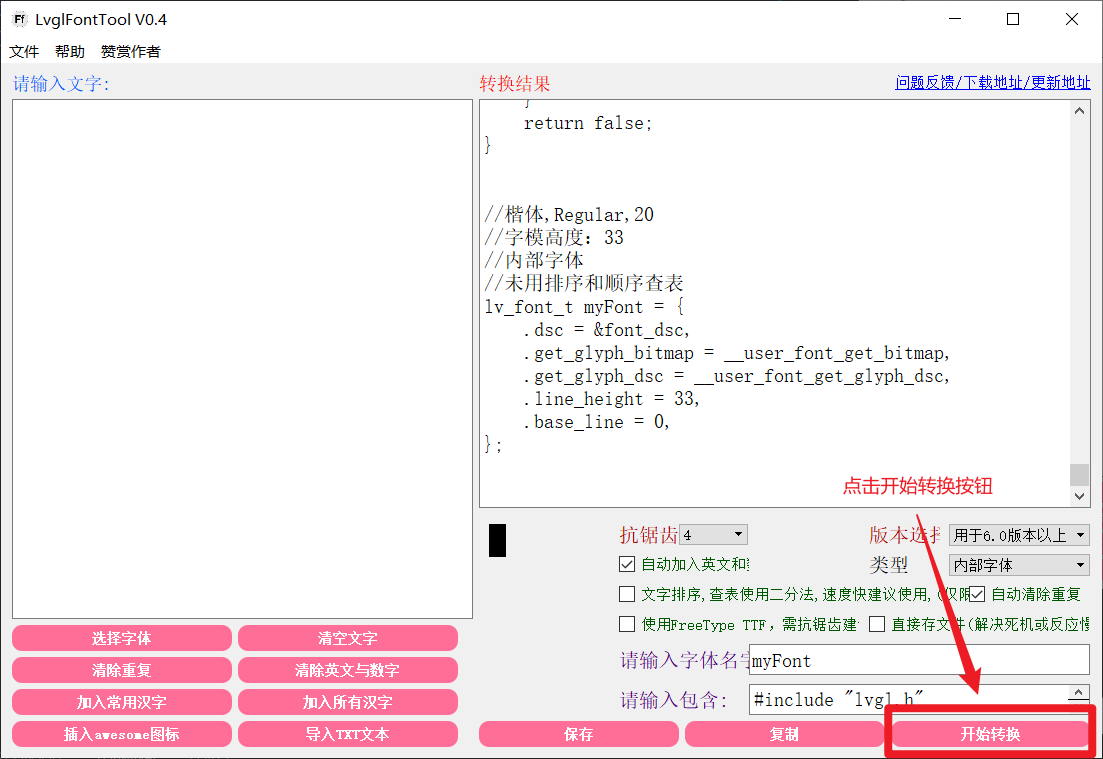 LvglFontTool V0.4
文件 帮助 赞赏作者
请输入文字:
转换结果
问题反馈/下载地址/更新地址
}
return false;
}
//楷体,Regular,20
//字模高度：33
//内部字体
//未用排序和顺序查表
lv_font_t myFont = {
.dsc = &font_dsc,
.get_glyph_bitmap = __user_font_get_bitmap,
.get_glyph_dsc = __user_font_get_glyph_dsc,
.line_height = 33,
.base_line = 0,
};
点击开始转换按钮
抗锯齿 4
版本选择 用于6.0版本以上
自动加入英文和
类型 内部字体
文字排序,查表使用二分法,速度快建议使用,(仅限
自动清除重复
使用FreeType TTF，需抗锯齿建
直接存文件(解决死机或反应慢
请输入字体名字 myFont
请输入包含: #include "lvgl.h"
选择字体 清空文字
清除重复 清除英文与数字
加入常用汉字 加入所有汉字
插入awesome图标 导入TXT文本
保存 复制 开始转换